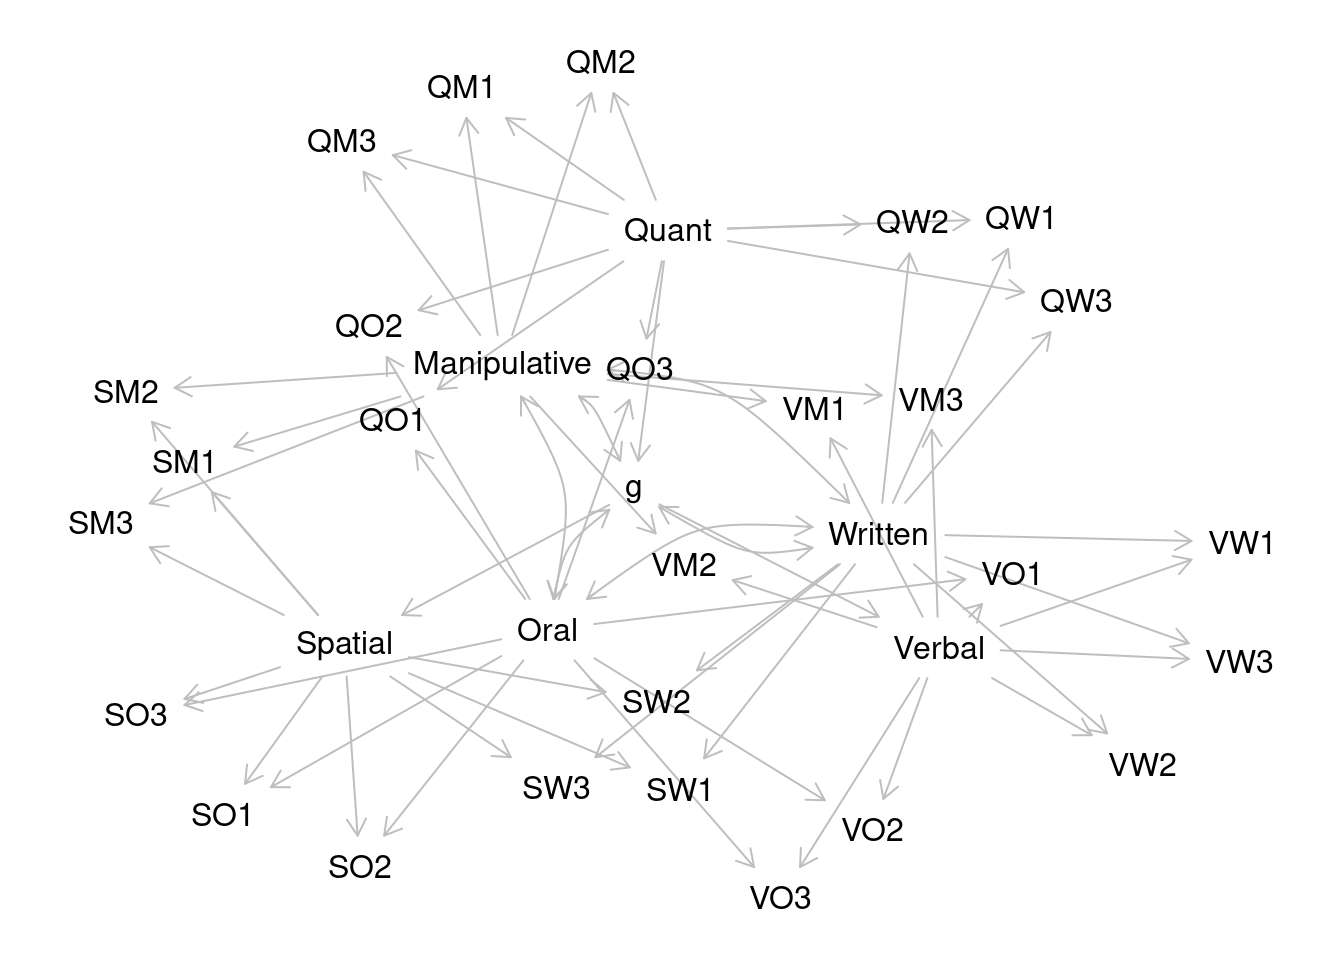 QM2
QM1
QM3
QW1
QW2
Quant
QW3
QO2
Manipulative
QO3
SM2
VM3
VM1
QO1
SM1
g
SM3
Written
VW1
VM2
VO1
Oral
Spatial
Verbal
VW3
SW2
SO3
VW2
SW3
SW1
SO1
VO2
SO2
VO3